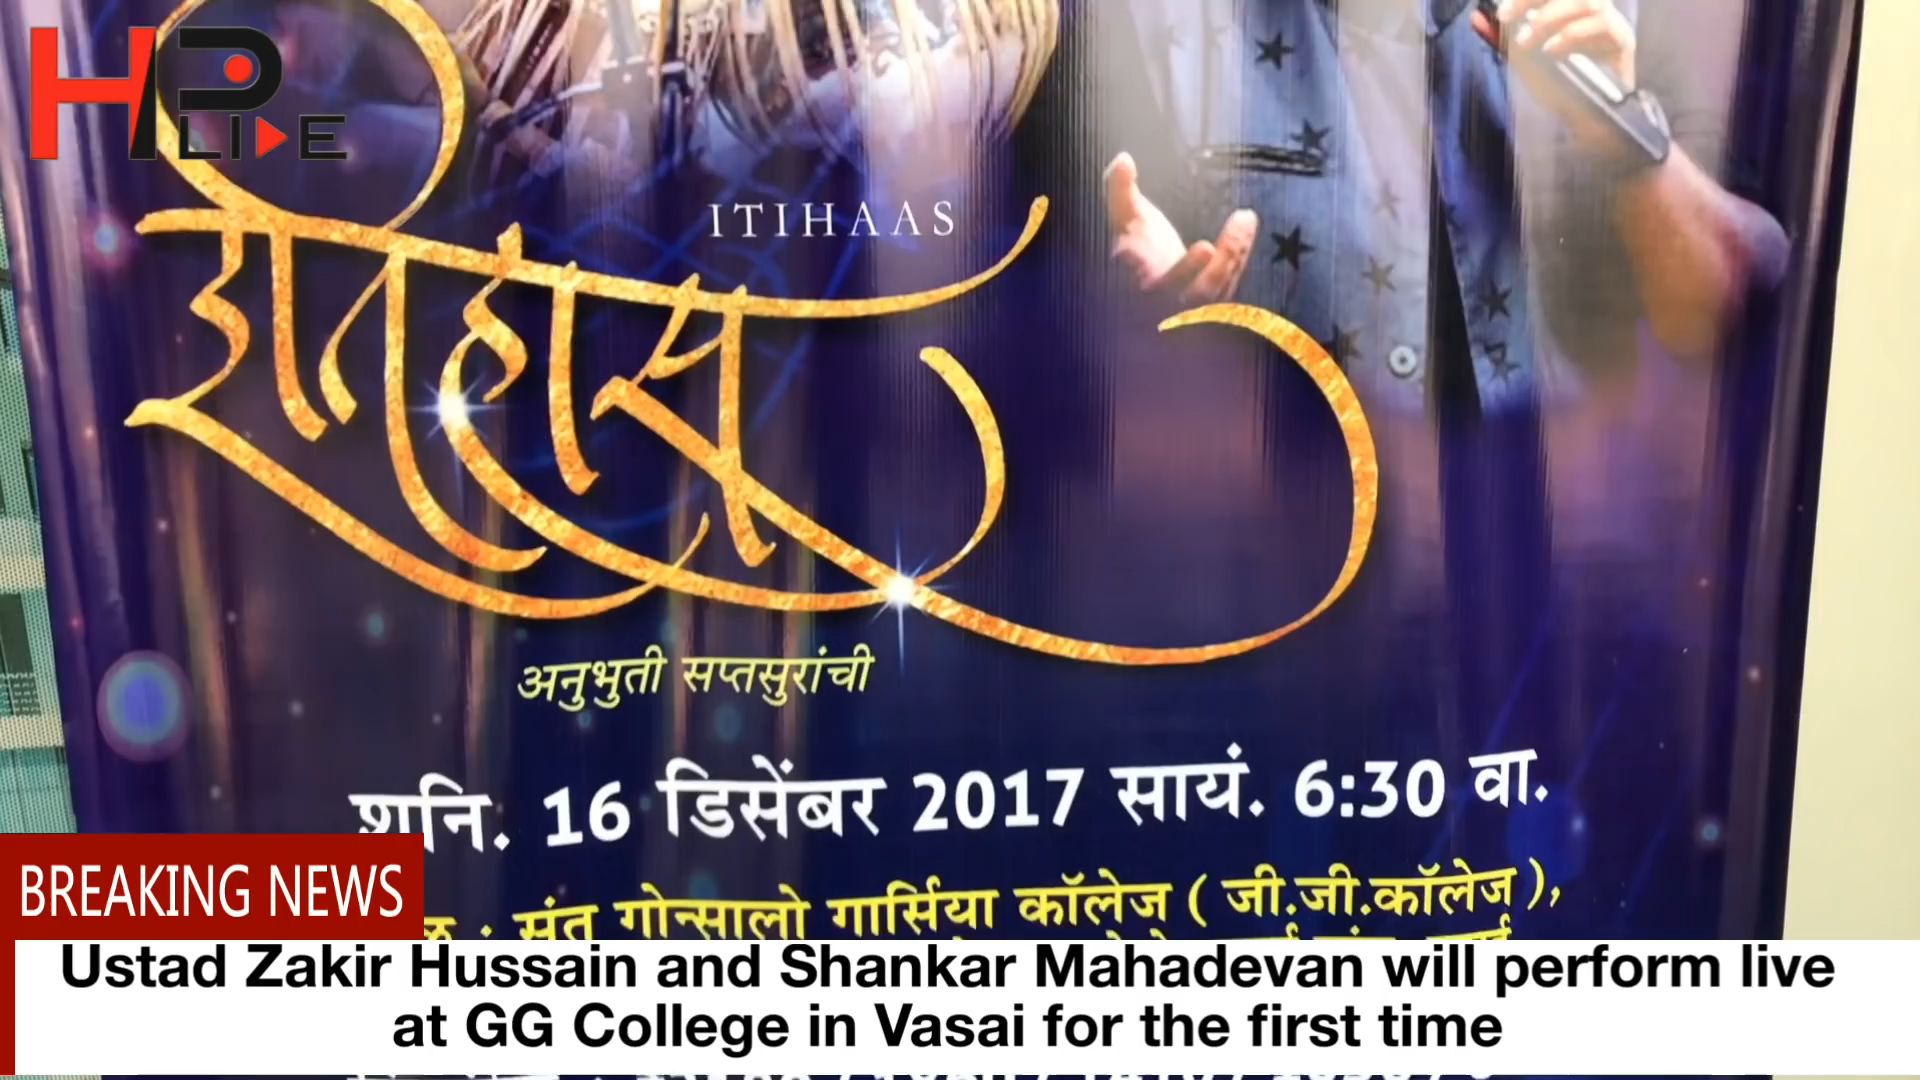 HP
LIVE
ITIHAAS
इतिहास
अनुभुती सप्तसुरांची
शनि. 16 डिसेंबर 2017 सायं. 6:30 वा.
: संत गोन्सालो गार्सिया कॉलेज ( जी.जी.कॉलेज ),
BREAKING NEWS
Ustad Zakir Hussain and Shankar Mahadevan will perform live
at GG College in Vasai for the first time